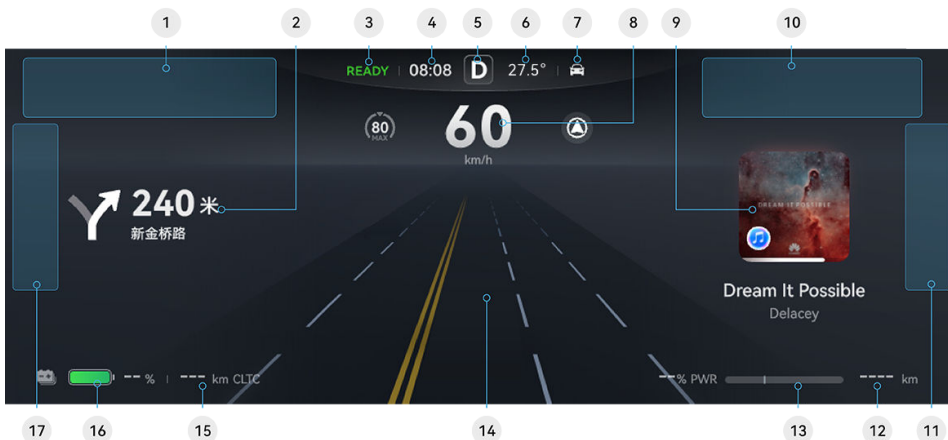 1 2 3 4 5 6 7 8 9 10
READY 08:08 D 27.5°
80
MAX
60
km/h
240米
新金桥路
DREAM IT POSSIBLE
HUAWEI
Dream It Possible
Delacey
--% --- km CLTC
--% PWR ---- km
17 16 15 14 13 12 11